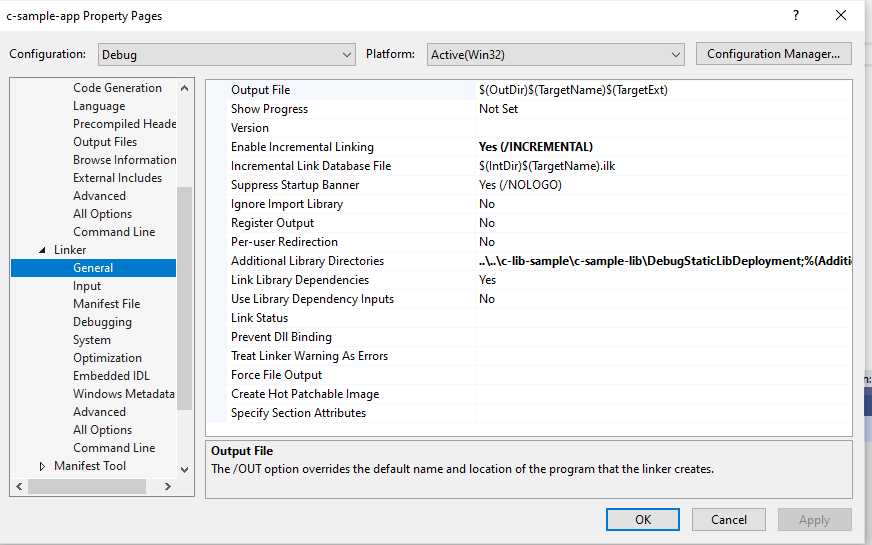 c-sample-app Property Pages
? 
Configuration: Debug Platform: Active(Win32) Configuration Manager...
Code Generation
Language
Precompiled Heade
Output Files
Browse Information
External Includes
Advanced
All Options
Command Line
Linker
General
Input
Manifest File
Debugging
System
Optimization
Embedded IDL
Windows Metadata
Advanced
All Options
Command Line
Manifest Tool
Output File $(OutDir)$(TargetName)$(TargetExt)
Show Progress Not Set
Version
Enable Incremental Linking Yes (/INCREMENTAL)
Incremental Link Database File $(IntDir)$(TargetName).ilk
Suppress Startup Banner Yes (/NOLOGO)
Ignore Import Library No
Register Output No
Per-user Redirection No
Additional Library Directories ..\..\c-lib-sample\c-sample-lib\DebugStaticLibDeployment;%(Additi
Link Library Dependencies Yes
Use Library Dependency Inputs No
Link Status
Prevent Dll Binding
Treat Linker Warning As Errors
Force File Output
Create Hot Patchable Image
Specify Section Attributes
Output File
The /OUT option overrides the default name and location of the program that the linker creates.
OK Cancel Apply